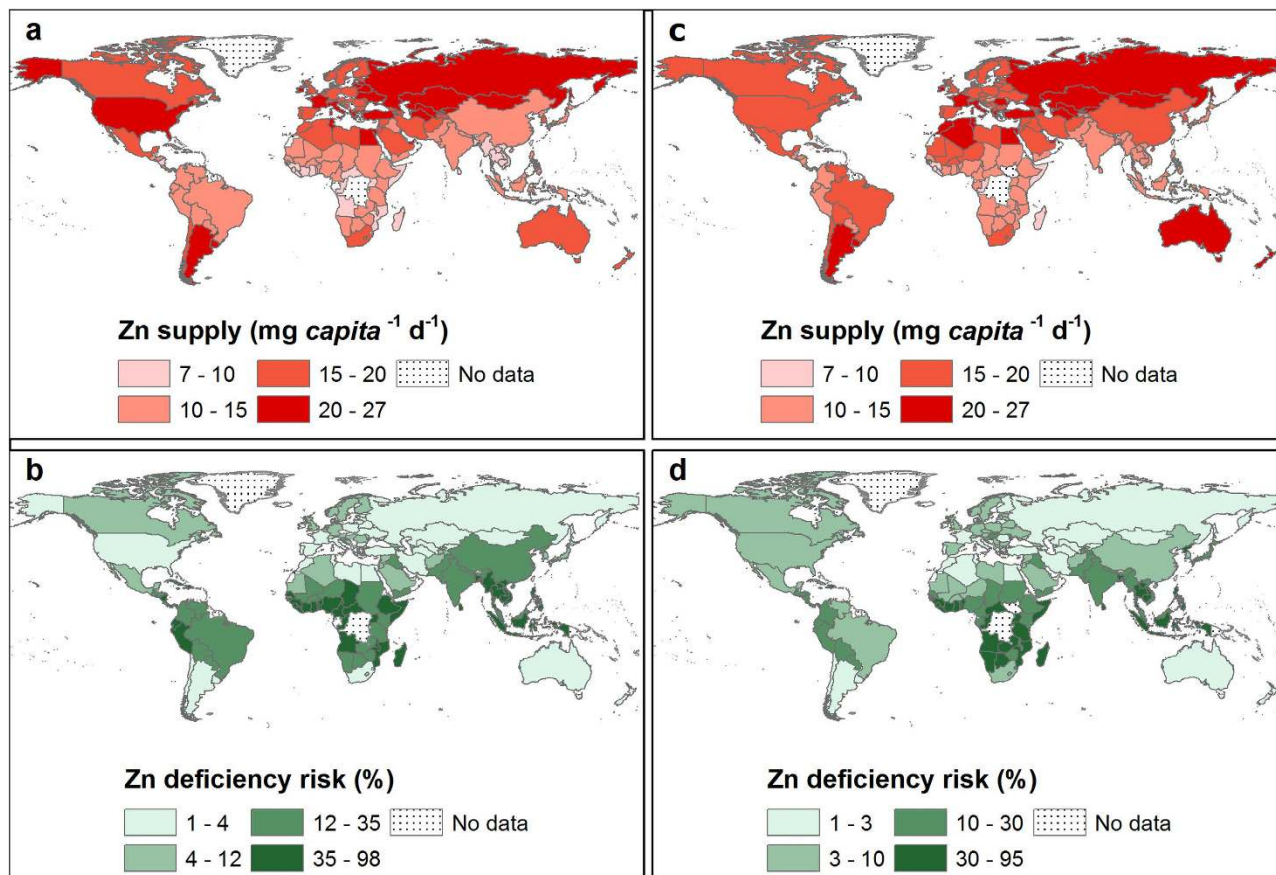 a
Zn supply (mg capita -1 d-1)
7 - 10
15 - 20
No data
10 - 15
20 - 27
c
Zn supply (mg capita -1 d-1)
7 - 10
15 - 20
No data
10 - 15
20 - 27
b
Zn deficiency risk (%)
1 - 4
12 - 35
No data
4 - 12
35 - 98
d
Zn deficiency risk (%)
1 - 3
10 - 30
No data
3 - 10
30 - 95